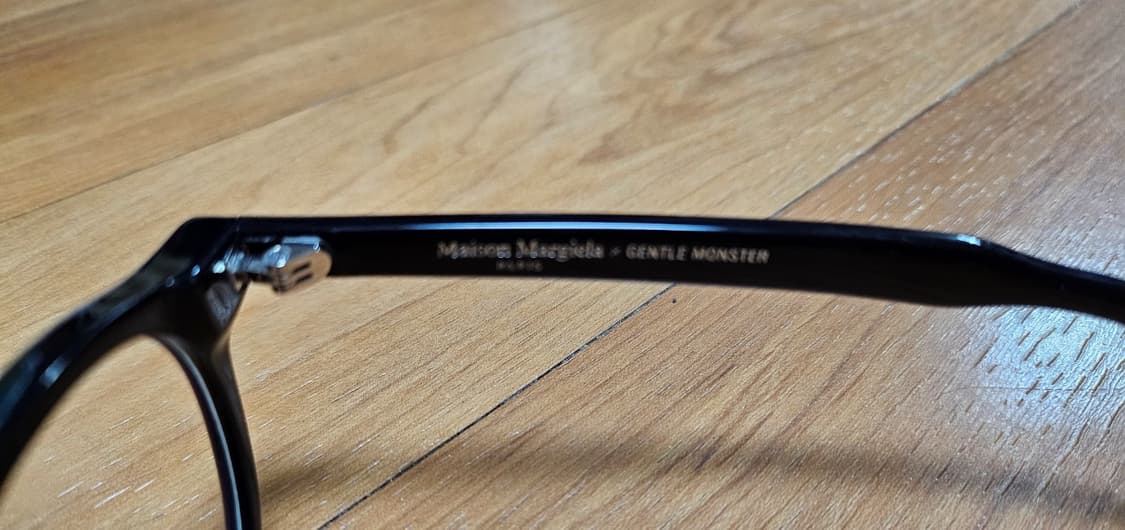 Maison Margiela × GENTLE MONSTER
PARIS